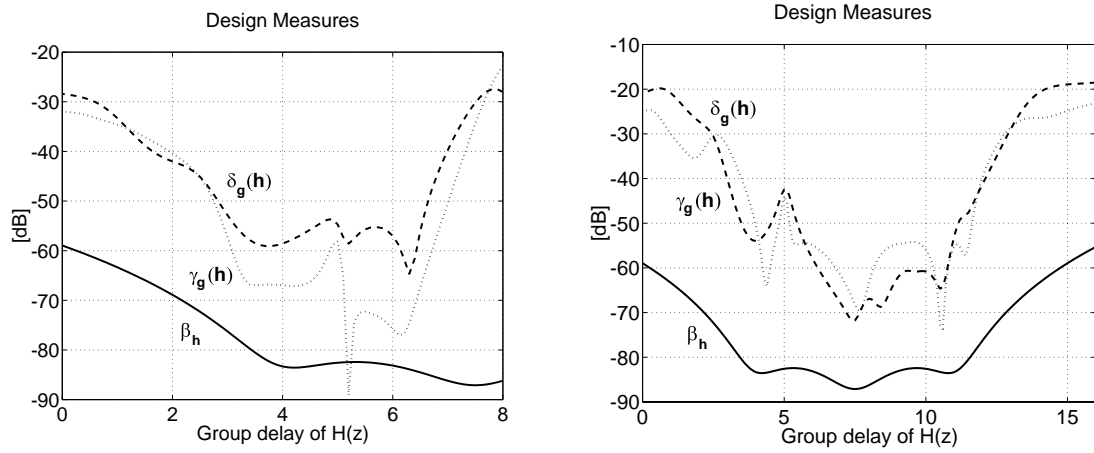 Design Measures
-20
-30
-40
-50
-60
-70
-80
-90
[dB]
δg(h)
γg(h)
βh
0 2 4 6 8
Group delay of H(z)
Design Measures
-10
-20
-30
-40
-50
-60
-70
-80
-90
[dB]
δg(h)
γg(h)
βh
0 5 10 15
Group delay of H(z)